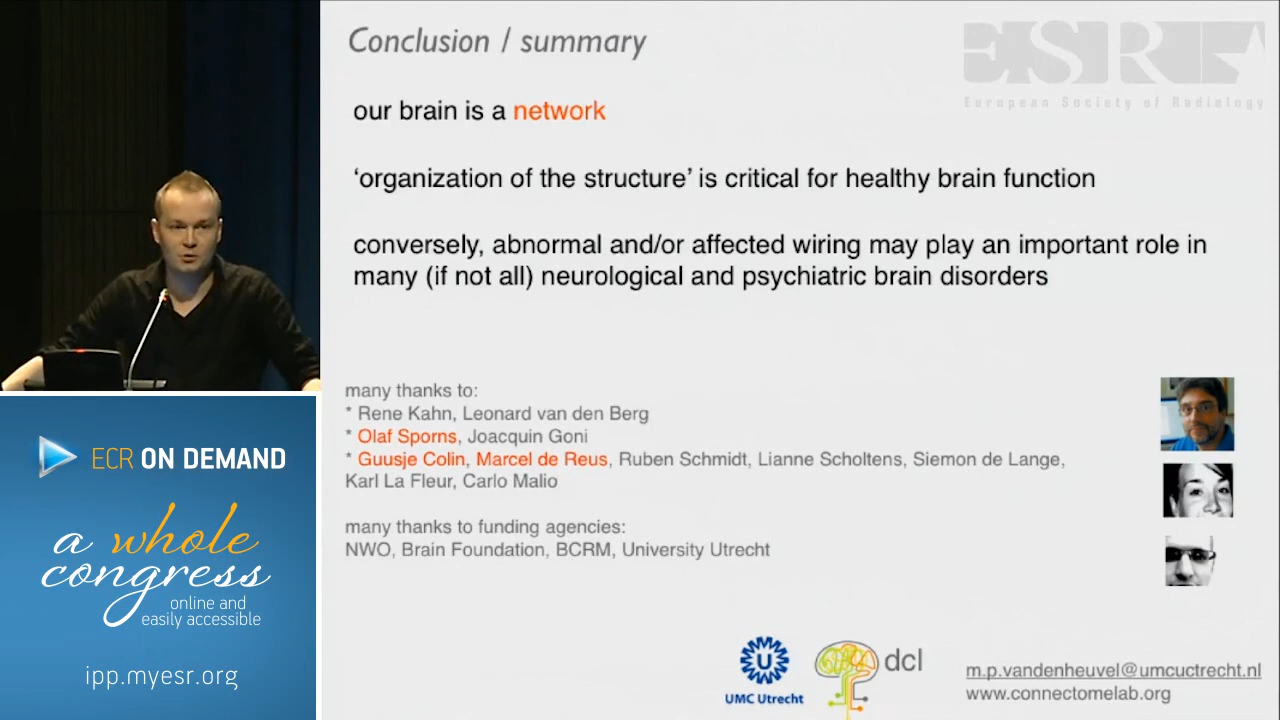 Conclusion / summary
ESR
European Society of Radiology
our brain is a network
‘organization of the structure’ is critical for healthy brain function
conversely, abnormal and/or affected wiring may play an important role in
many (if not all) neurological and psychiatric brain disorders
many thanks to:
* Rene Kahn, Leonard van den Berg
* Olaf Sporns, Joacquin Goni
* Guusje Colin, Marcel de Reus, Ruben Schmidt, Lianne Scholtens, Siemon de Lange,
Karl La Fleur, Carlo Malio
many thanks to funding agencies:
NWO, Brain Foundation, BCRM, University Utrecht
UMC Utrecht
dcl
m.p.vandenheuvel@umcuctrecht.nl
www.connectomelab.org
ECR ON DEMAND
a whole
congress
online and
easily accessible
ipp.myesr.org